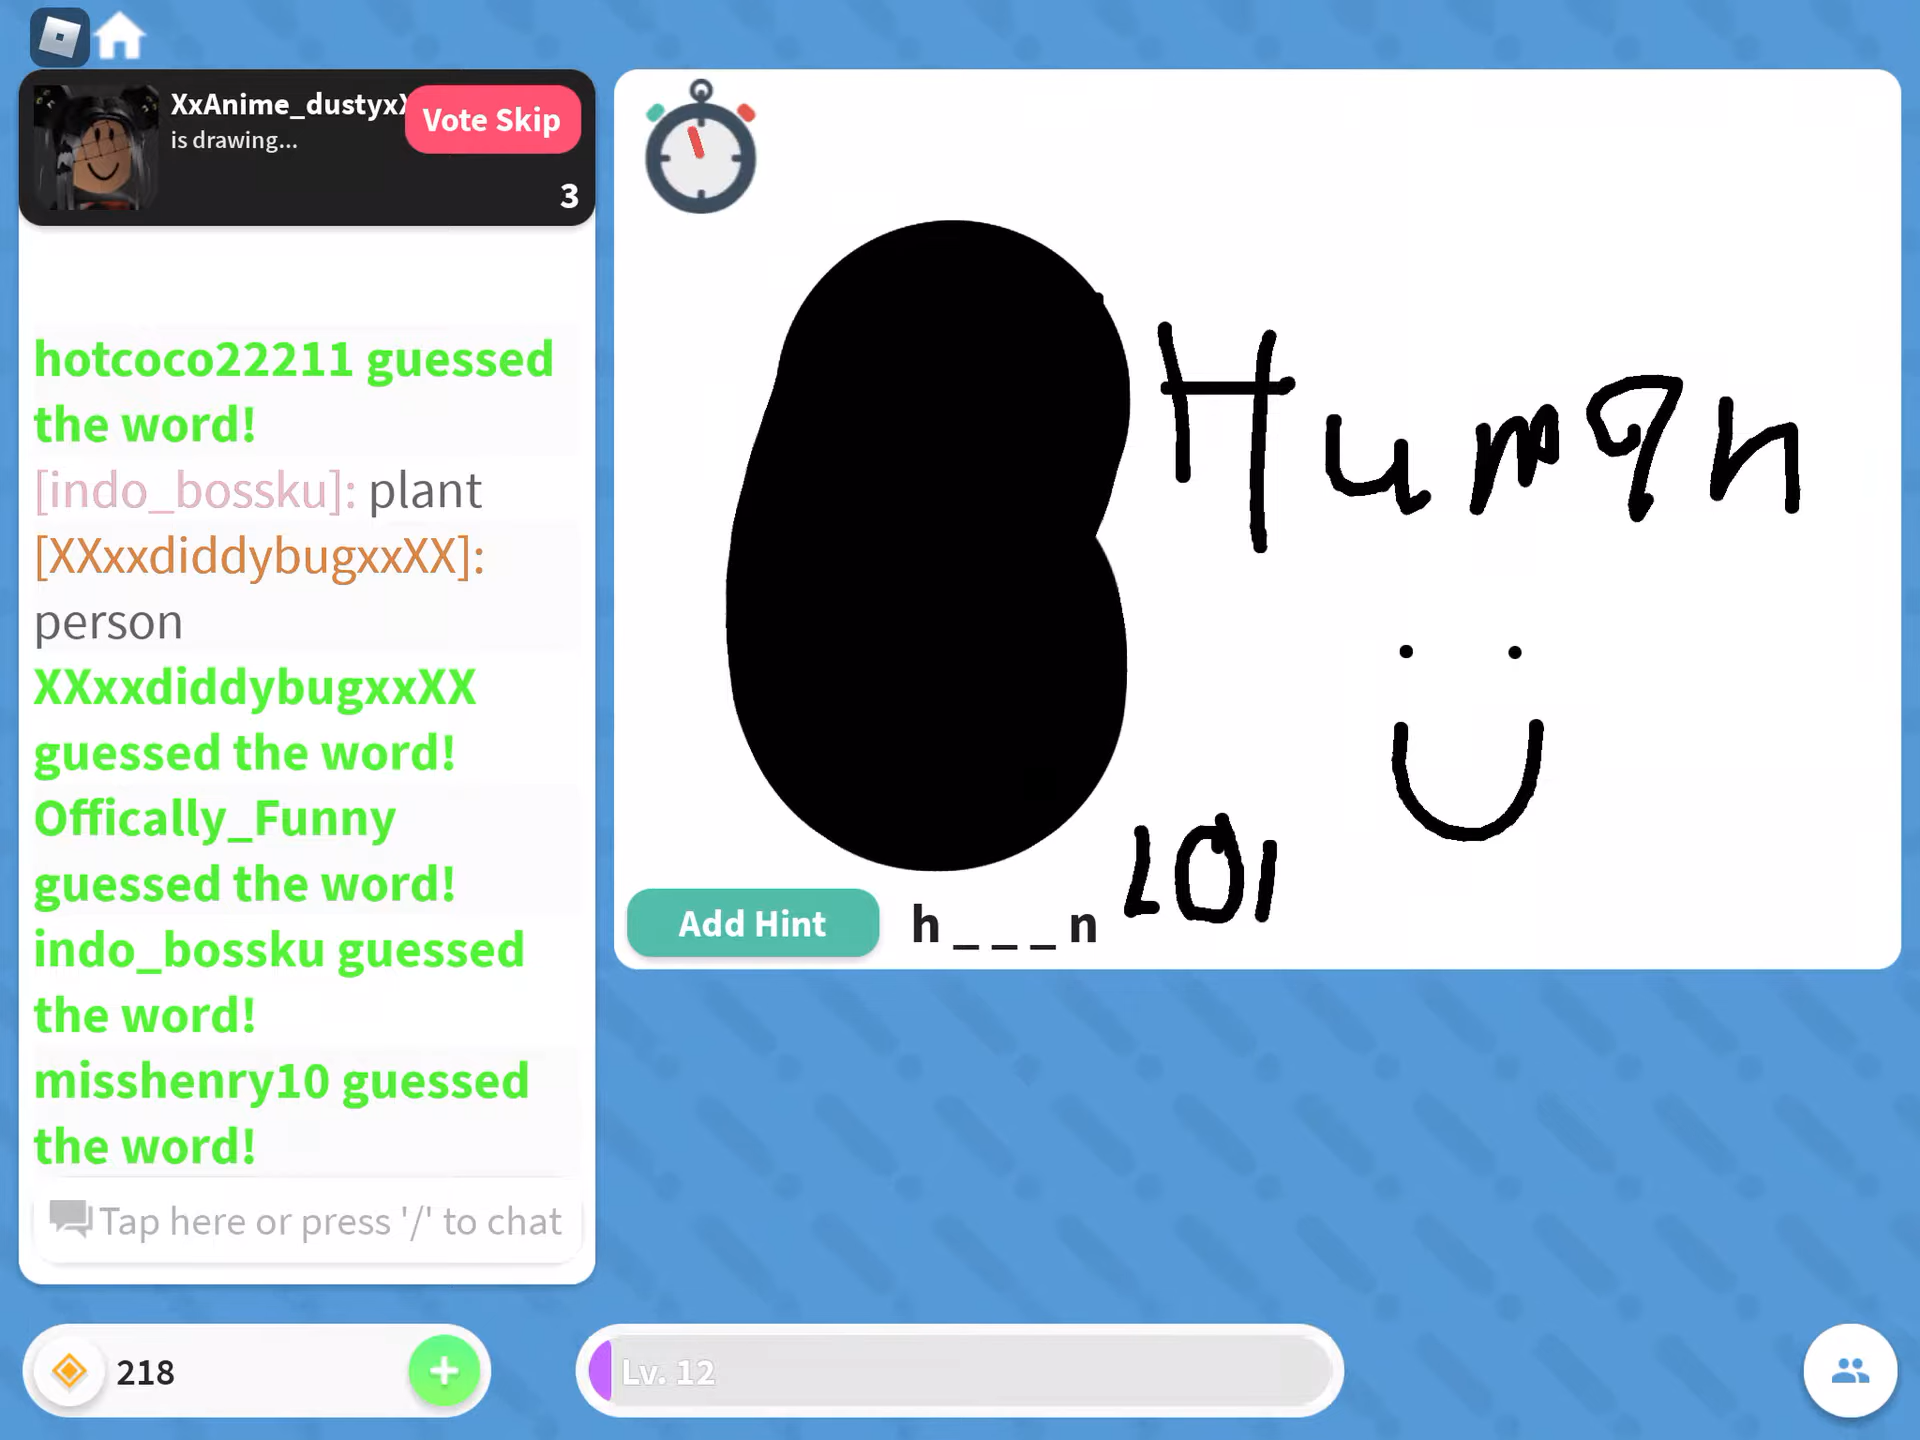 XxAnime_dustyxX
is drawing...
Vote Skip
3
hotcoco22211 guessed
the word!
[indo_bossku]: plant
[XXxxdiddybugxxXX]:
person
XXxxdiddybugxxXX
guessed the word!
Offically_Funny
guessed the word!
indo_bossku guessed
the word!
misshenry10 guessed
the word!
Tap here or press '/' to chat
Human
LOl
Add Hint
h _ _ _ n
218
Lv. 12